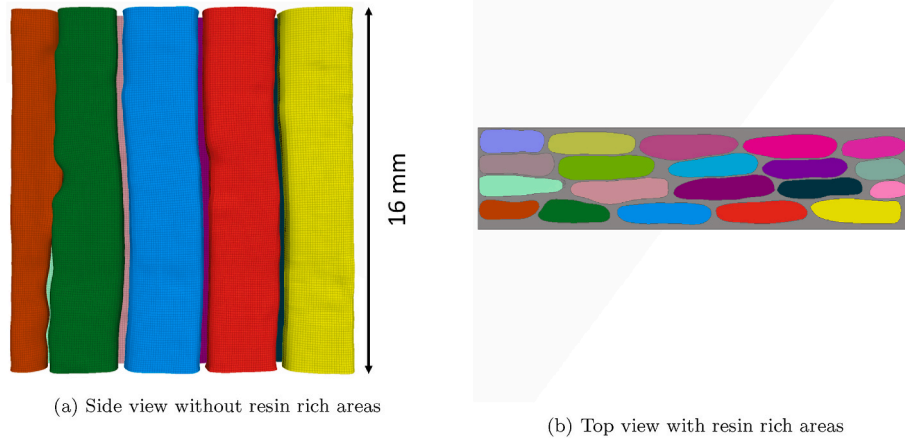 16 mm
(a) Side view without resin rich areas
(b) Top view with resin rich areas